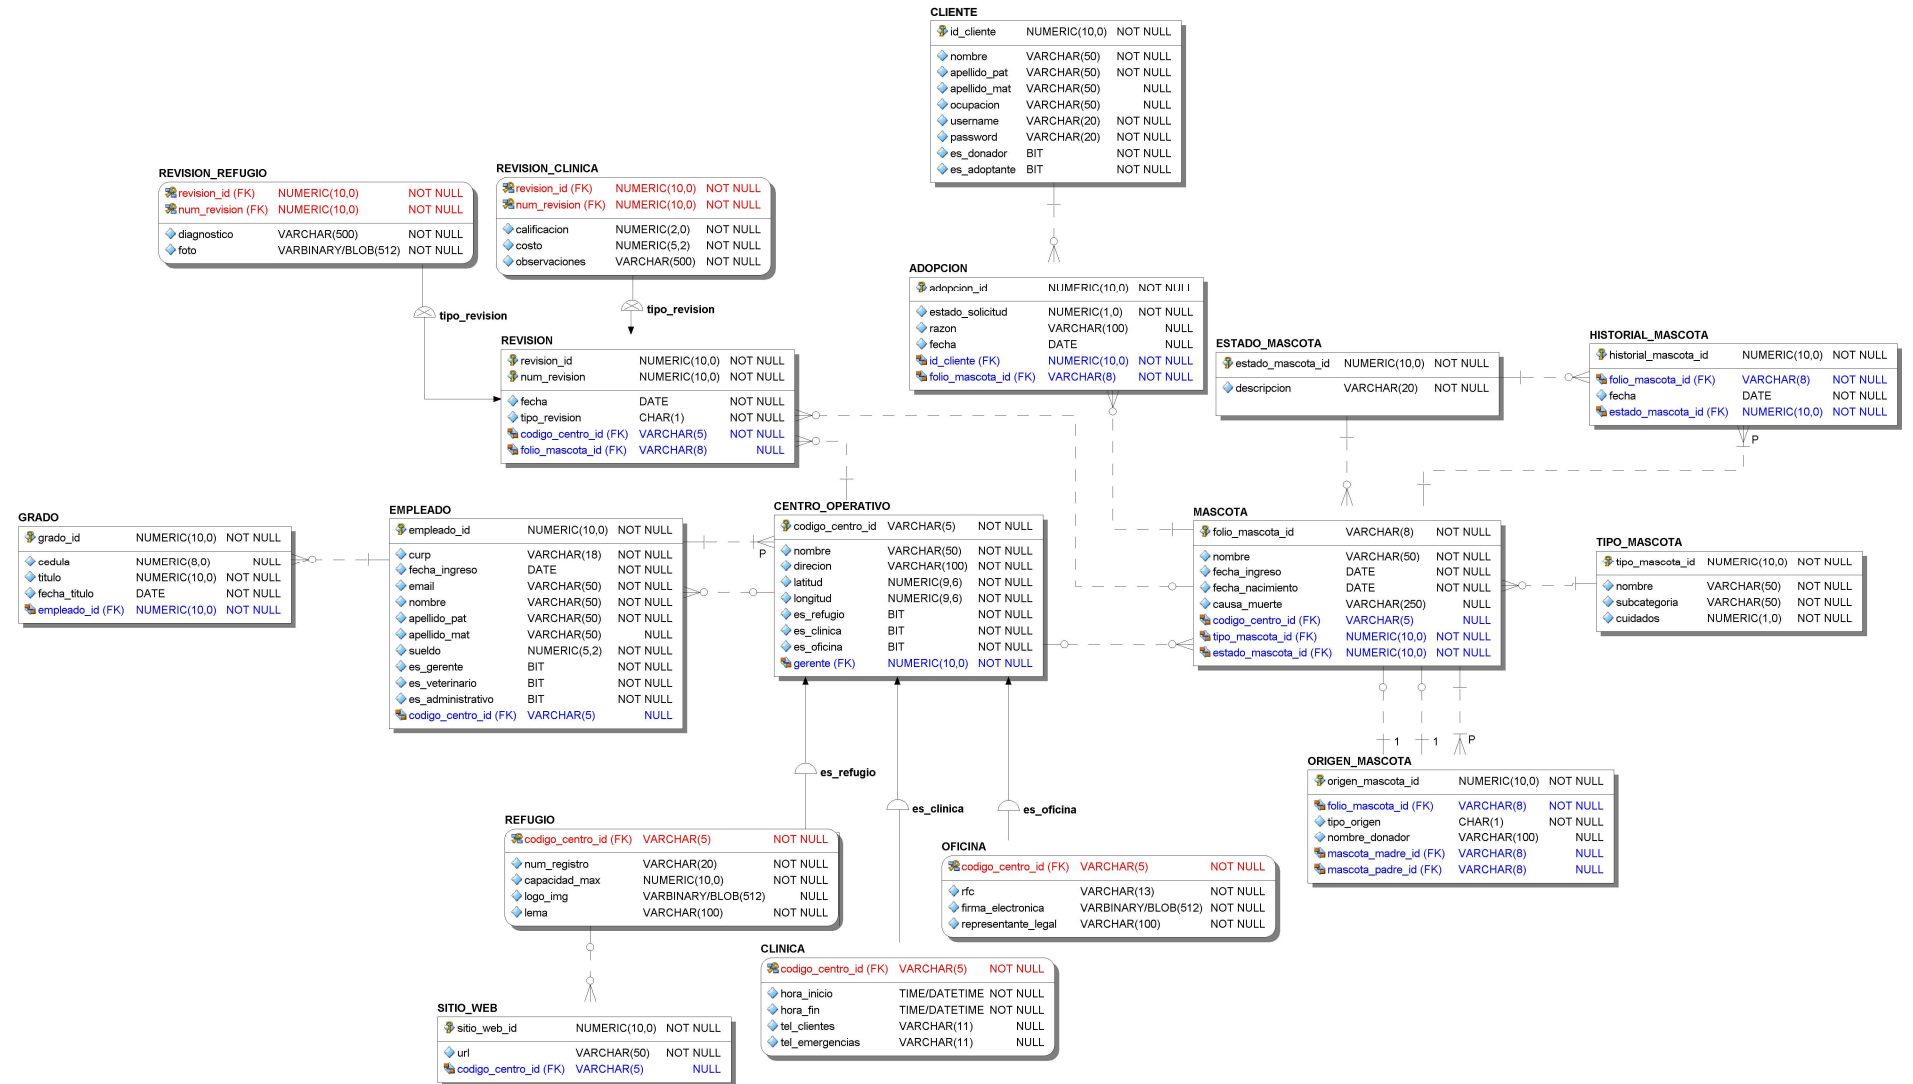 CLIENTE
id_cliente NUMERIC(10,0) NOT NULL
nombre VARCHAR(50) NOT NULL
apellido_pat VARCHAR(50) NOT NULL
apellido_mat VARCHAR(50) NULL
ocupacion VARCHAR(50) NULL
username VARCHAR(20) NOT NULL
password VARCHAR(20) NOT NULL
es_donador BIT NOT NULL
es_adoptante BIT NOT NULL
REVISION_REFUGIO
revision_id (FK) NUMERIC(10,0) NOT NULL
num_revision (FK) NUMERIC(10,0) NOT NULL
diagnostico VARCHAR(500) NOT NULL
foto VARBINARY/BLOB(512) NOT NULL
tipo_revision
REVISION_CLINICA
revision_id (FK) NUMERIC(10,0) NOT NULL
num_revision (FK) NUMERIC(10,0) NOT NULL
calificacion NUMERIC(2,0) NOT NULL
costo NUMERIC(5,2) NOT NULL
observaciones VARCHAR(500) NOT NULL
tipo_revision
REVISION
revision_id NUMERIC(10,0) NOT NULL
num_revision NUMERIC(10,0) NOT NULL
fecha DATE NOT NULL
tipo_revision CHAR(1) NOT NULL
codigo_centro_id (FK) VARCHAR(5) NOT NULL
folio_mascota_id (FK) VARCHAR(8) NULL
ADOPCION
adopcion_id NUMERIC(10,0) NOT NULL
estado_solicitud NUMERIC(1,0) NOT NULL
razon VARCHAR(100) NULL
fecha DATE NULL
id_cliente (FK) NUMERIC(10,0) NOT NULL
folio_mascota_id (FK) VARCHAR(8) NOT NULL
ESTADO_MASCOTA
estado_mascota_id NUMERIC(10,0) NOT NULL
descripcion VARCHAR(20) NOT NULL
HISTORIAL_MASCOTA
historial_mascota_id NUMERIC(10,0) NOT NULL
folio_mascota_id (FK) VARCHAR(8) NOT NULL
fecha DATE NOT NULL
estado_mascota_id (FK) NUMERIC(10,0) NOT NULL
P
GRADO
grado_id NUMERIC(10,0) NOT NULL
cedula NUMERIC(8,0) NULL
titulo NUMERIC(10,0) NOT NULL
fecha_titulo DATE NOT NULL
empleado_id (FK) NUMERIC(10,0) NOT NULL
EMPLEADO
empleado_id NUMERIC(10,0) NOT NULL
curp VARCHAR(18) NOT NULL
fecha_ingreso DATE NOT NULL
email VARCHAR(50) NOT NULL
nombre VARCHAR(50) NOT NULL
apellido_pat VARCHAR(50) NOT NULL
apellido_mat VARCHAR(50) NULL
sueldo NUMERIC(5,2) NOT NULL
es_gerente BIT NOT NULL
es_veterinario BIT NOT NULL
es_administrativo BIT NOT NULL
codigo_centro_id (FK) VARCHAR(5) NULL
P
CENTRO_OPERATIVO
codigo_centro_id VARCHAR(5) NOT NULL
nombre VARCHAR(50) NOT NULL
direcion VARCHAR(100) NOT NULL
latitud NUMERIC(9,6) NOT NULL
longitud NUMERIC(9,6) NOT NULL
es_refugio BIT NOT NULL
es_clinica BIT NOT NULL
es_oficina BIT NOT NULL
gerente (FK) NUMERIC(10,0) NOT NULL
MASCOTA
folio_mascota_id VARCHAR(8) NOT NULL
nombre VARCHAR(50) NOT NULL
fecha_ingreso DATE NOT NULL
fecha_nacimiento DATE NOT NULL
causa_muerte VARCHAR(250) NULL
codigo_centro_id (FK) VARCHAR(5) NULL
tipo_mascota_id (FK) NUMERIC(10,0) NOT NULL
estado_mascota_id (FK) NUMERIC(10,0) NOT NULL
TIPO_MASCOTA
tipo_mascota_id NUMERIC(10,0) NOT NULL
nombre VARCHAR(50) NOT NULL
subcategoria VARCHAR(50) NOT NULL
cuidados NUMERIC(1,0) NOT NULL
1
1
P
ORIGEN_MASCOTA
origen_mascota_id NUMERIC(10,0) NOT NULL
folio_mascota_id (FK) VARCHAR(8) NOT NULL
tipo_origen CHAR(1) NOT NULL
nombre_donador VARCHAR(100) NULL
mascota_madre_id (FK) VARCHAR(8) NULL
mascota_padre_id (FK) VARCHAR(8) NULL
es_refugio
es_clinica
es_oficina
REFUGIO
codigo_centro_id (FK) VARCHAR(5) NOT NULL
num_registro VARCHAR(20) NOT NULL
capacidad_max NUMERIC(10,0) NOT NULL
logo_img VARBINARY/BLOB(512) NULL
lema VARCHAR(100) NOT NULL
OFICINA
codigo_centro_id (FK) VARCHAR(5) NOT NULL
rfc VARCHAR(13) NOT NULL
firma_electronica VARBINARY/BLOB(512) NOT NULL
representante_legal VARCHAR(100) NOT NULL
CLINICA
codigo_centro_id (FK) VARCHAR(5) NOT NULL
hora_inicio TIME/DATETIME NOT NULL
hora_fin TIME/DATETIME NOT NULL
tel_clientes VARCHAR(11) NULL
tel_emergencias VARCHAR(11) NULL
SITIO_WEB
sitio_web_id NUMERIC(10,0) NOT NULL
url VARCHAR(50) NOT NULL
codigo_centro_id (FK) VARCHAR(5) NULL